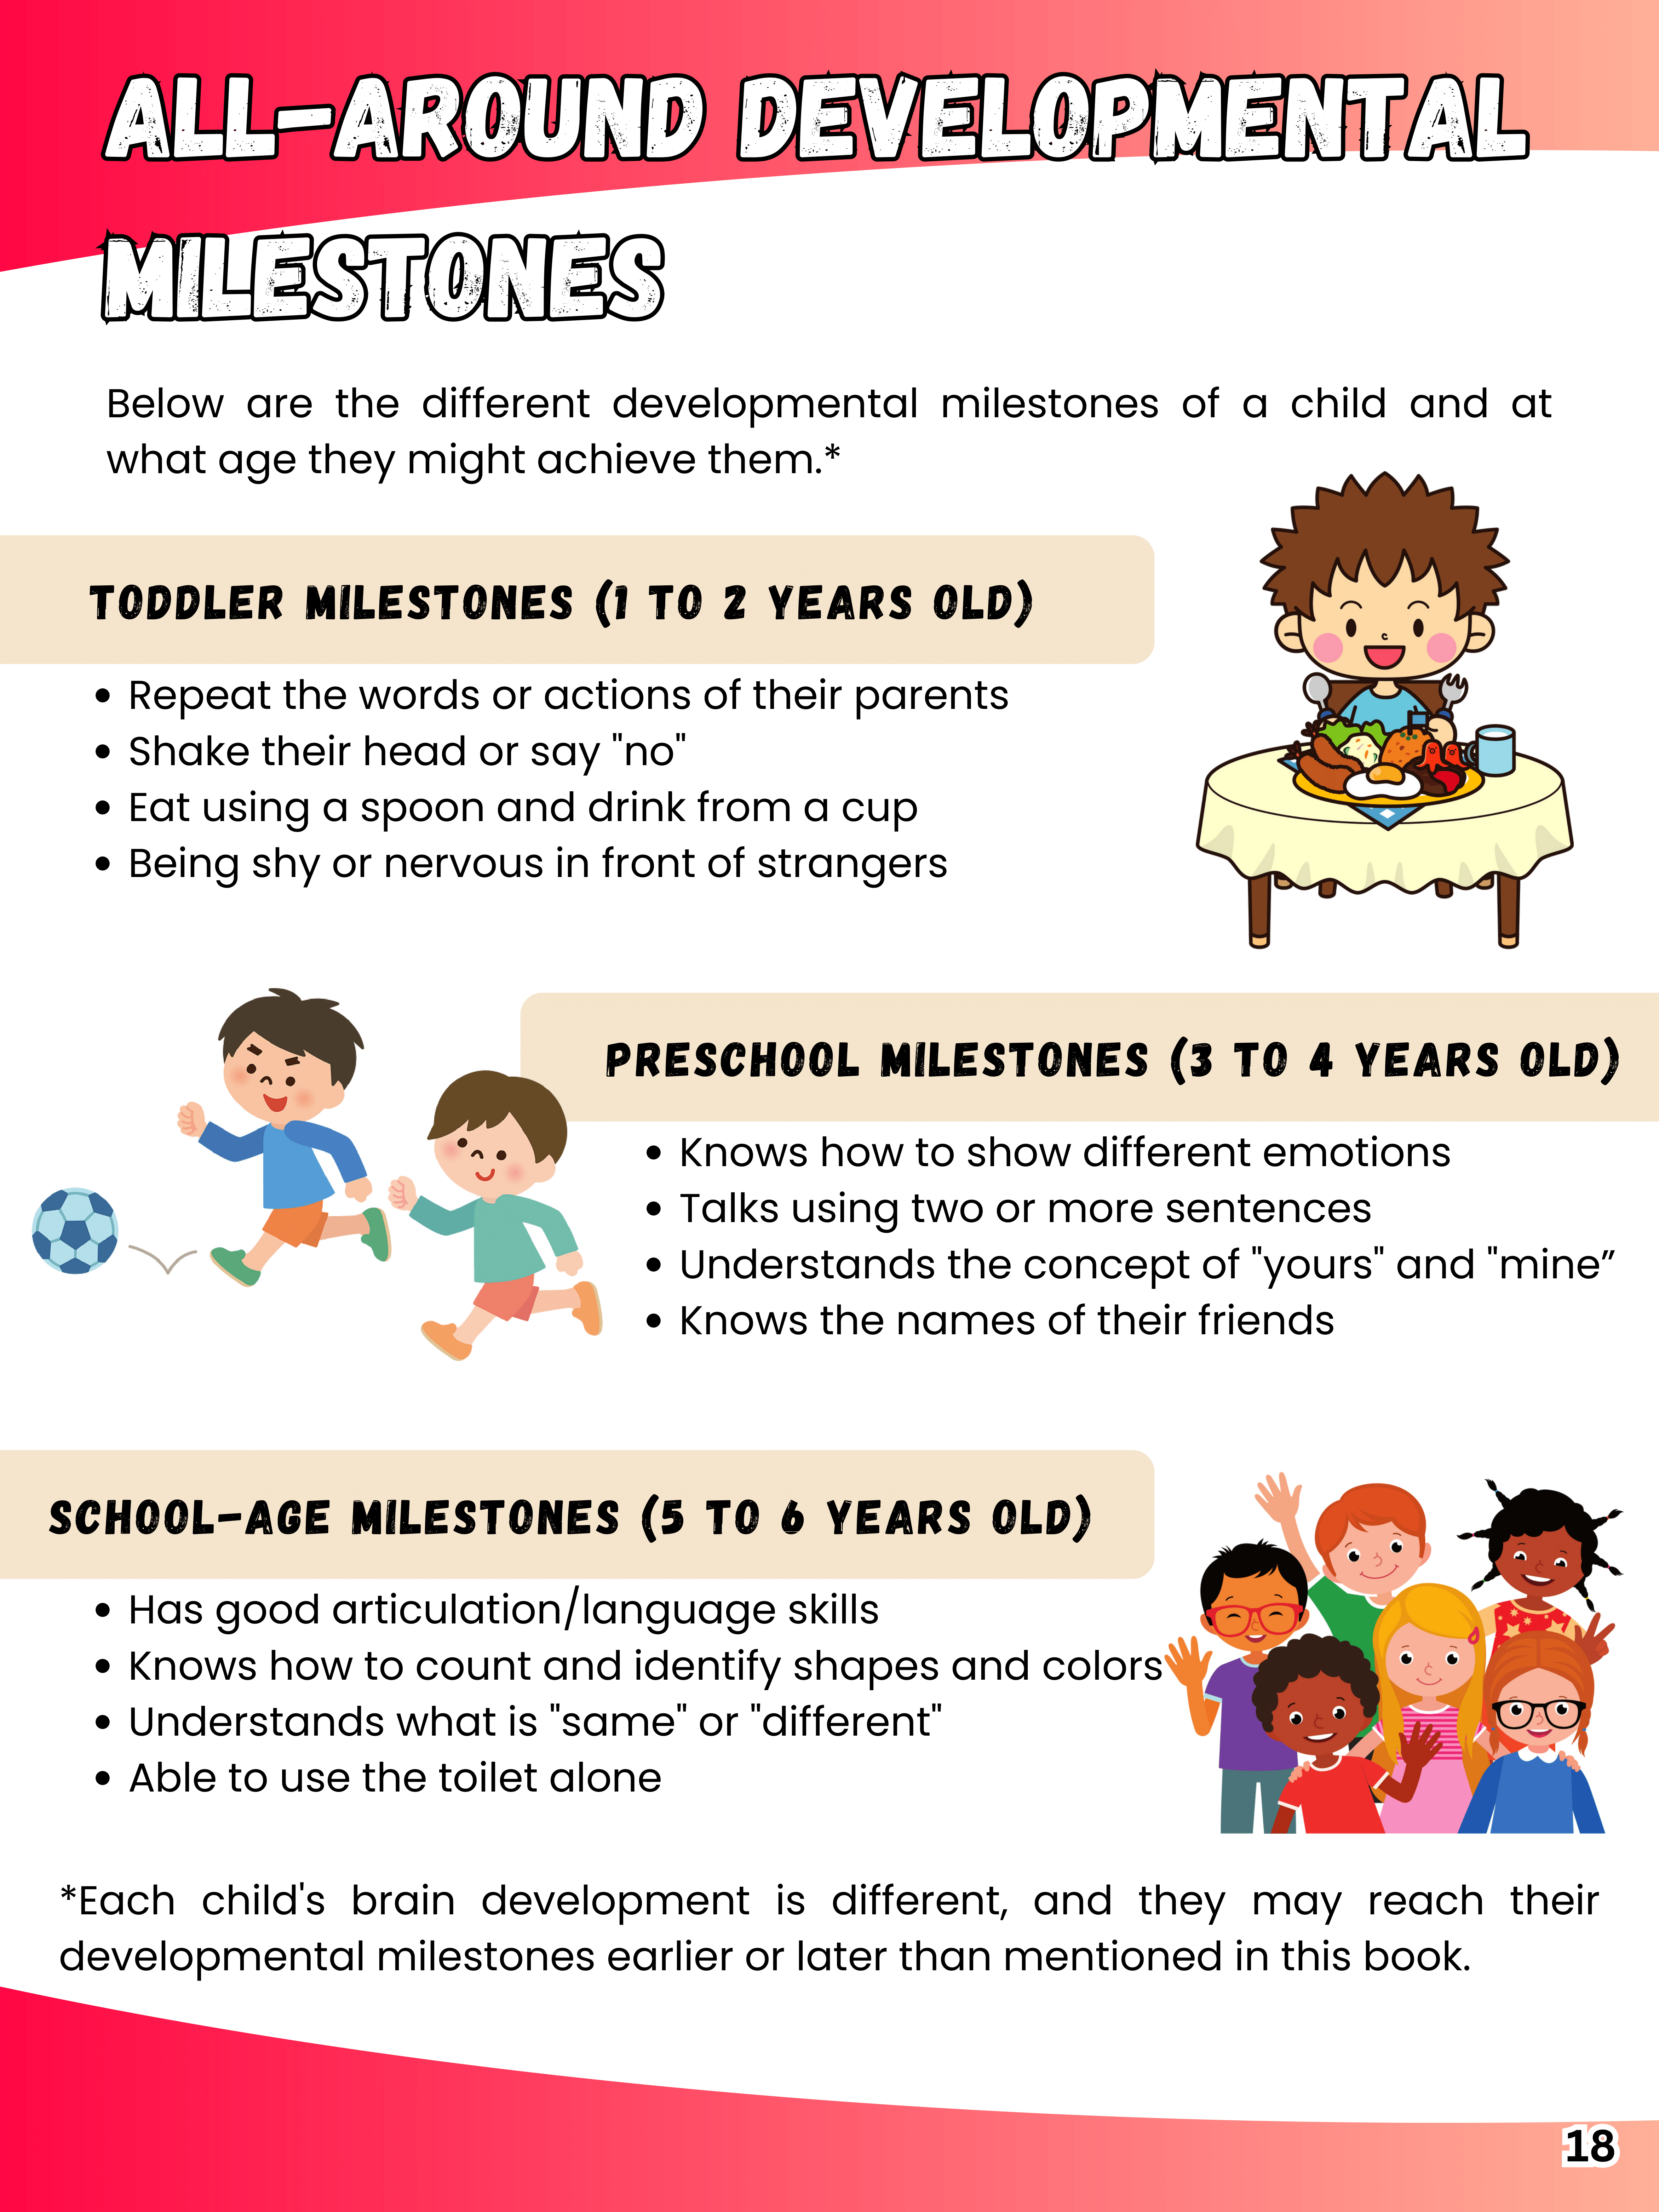 ALL-AROUND DEVELOPMENTAL
MILESTONES
Below are the different developmental milestones of a child and at
what age they might achieve them.*
TODDLER MILESTONES (1 TO 2 YEARS OLD)
• Repeat the words or actions of their parents
• Shake their head or say "no"
• Eat using a spoon and drink from a cup
• Being shy or nervous in front of strangers
PRESCHOOL MILESTONES (3 TO 4 YEARS OLD)
• Knows how to show different emotions
• Talks using two or more sentences
• Understands the concept of "yours" and "mine”
• Knows the names of their friends
SCHOOL-AGE MILESTONES (5 TO 6 YEARS OLD)
• Has good articulation/language skills
• Knows how to count and identify shapes and colors
• Understands what is "same" or "different"
• Able to use the toilet alone
*Each child's brain development is different, and they may reach their
developmental milestones earlier or later than mentioned in this book.
18